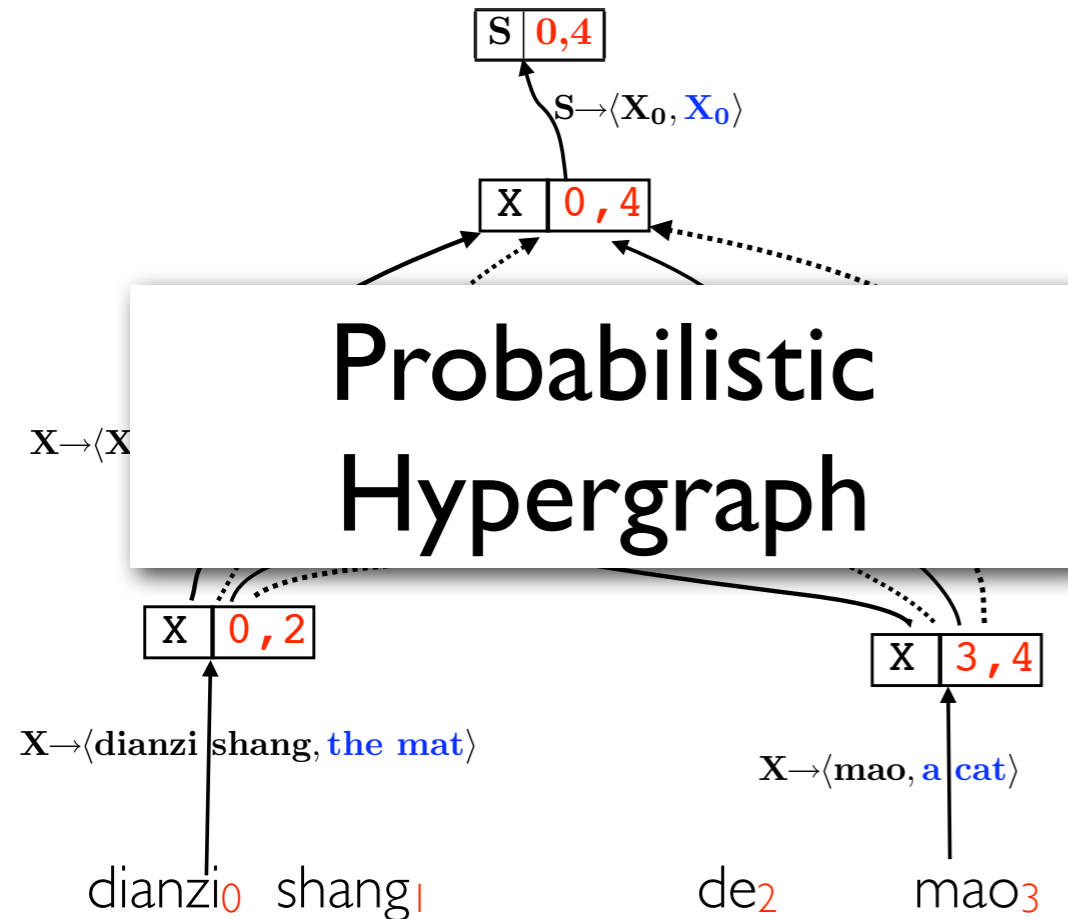 S 0,4
S→⟨X₀, X₀⟩
X 0,4
Probabilistic
X→⟨X
Hypergraph
X 0,2
X 3,4
X→⟨dianzi shang, the mat⟩
X→⟨mao, a cat⟩
dianzi₀ shang₁ de₂ mao₃